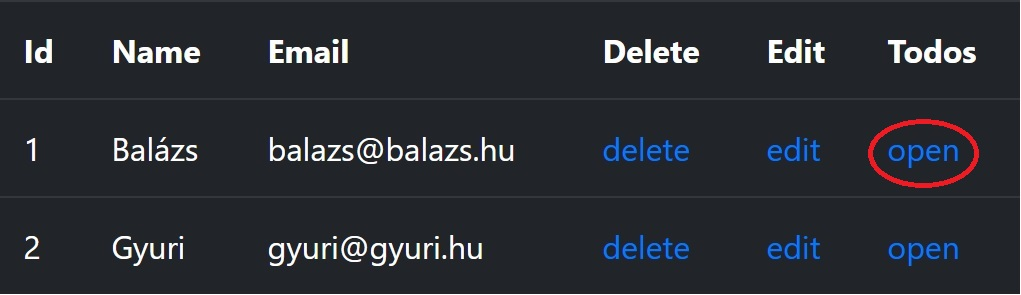 Id Name Email Delete Edit Todos
1 Balázs balazs@balazs.hu delete edit open
2 Gyuri gyuri@gyuri.hu delete edit open